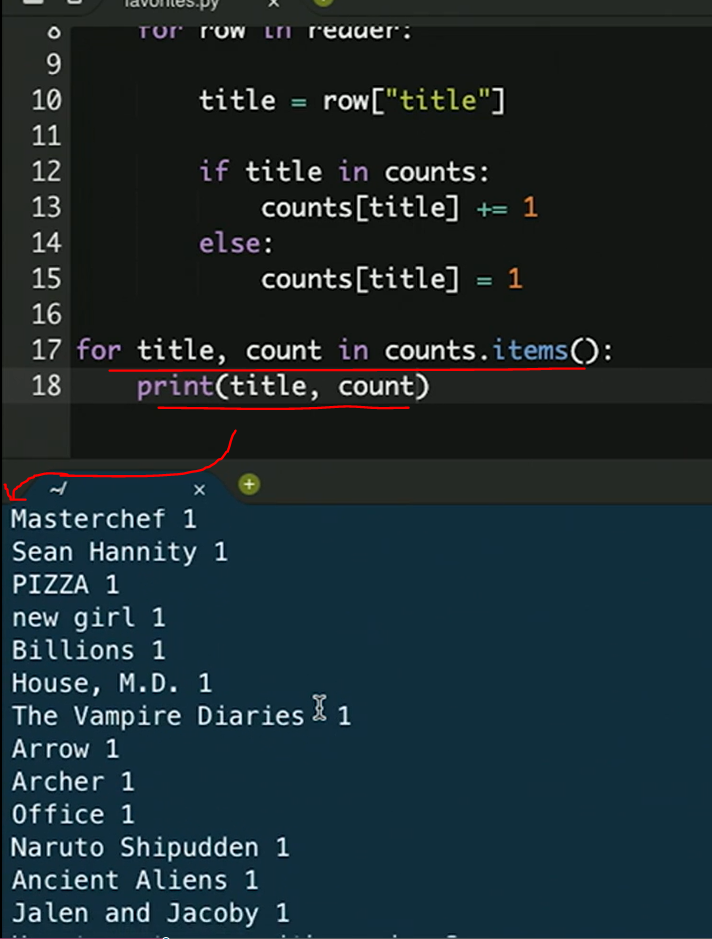 favorites.py ×
8 for row in reader:
9
10 title = row["title"]
11
12 if title in counts:
13 counts[title] += 1
14 else:
15 counts[title] = 1
16
17 for title, count in counts.items():
18 print(title, count)
~/ × +
Masterchef 1
Sean Hannity 1
PIZZA 1
new girl 1
Billions 1
House, M.D. 1
The Vampire Diaries  1
Arrow 1
Archer 1
Office 1
Naruto Shipudden 1
Ancient Aliens 1
Jalen and Jacoby 1